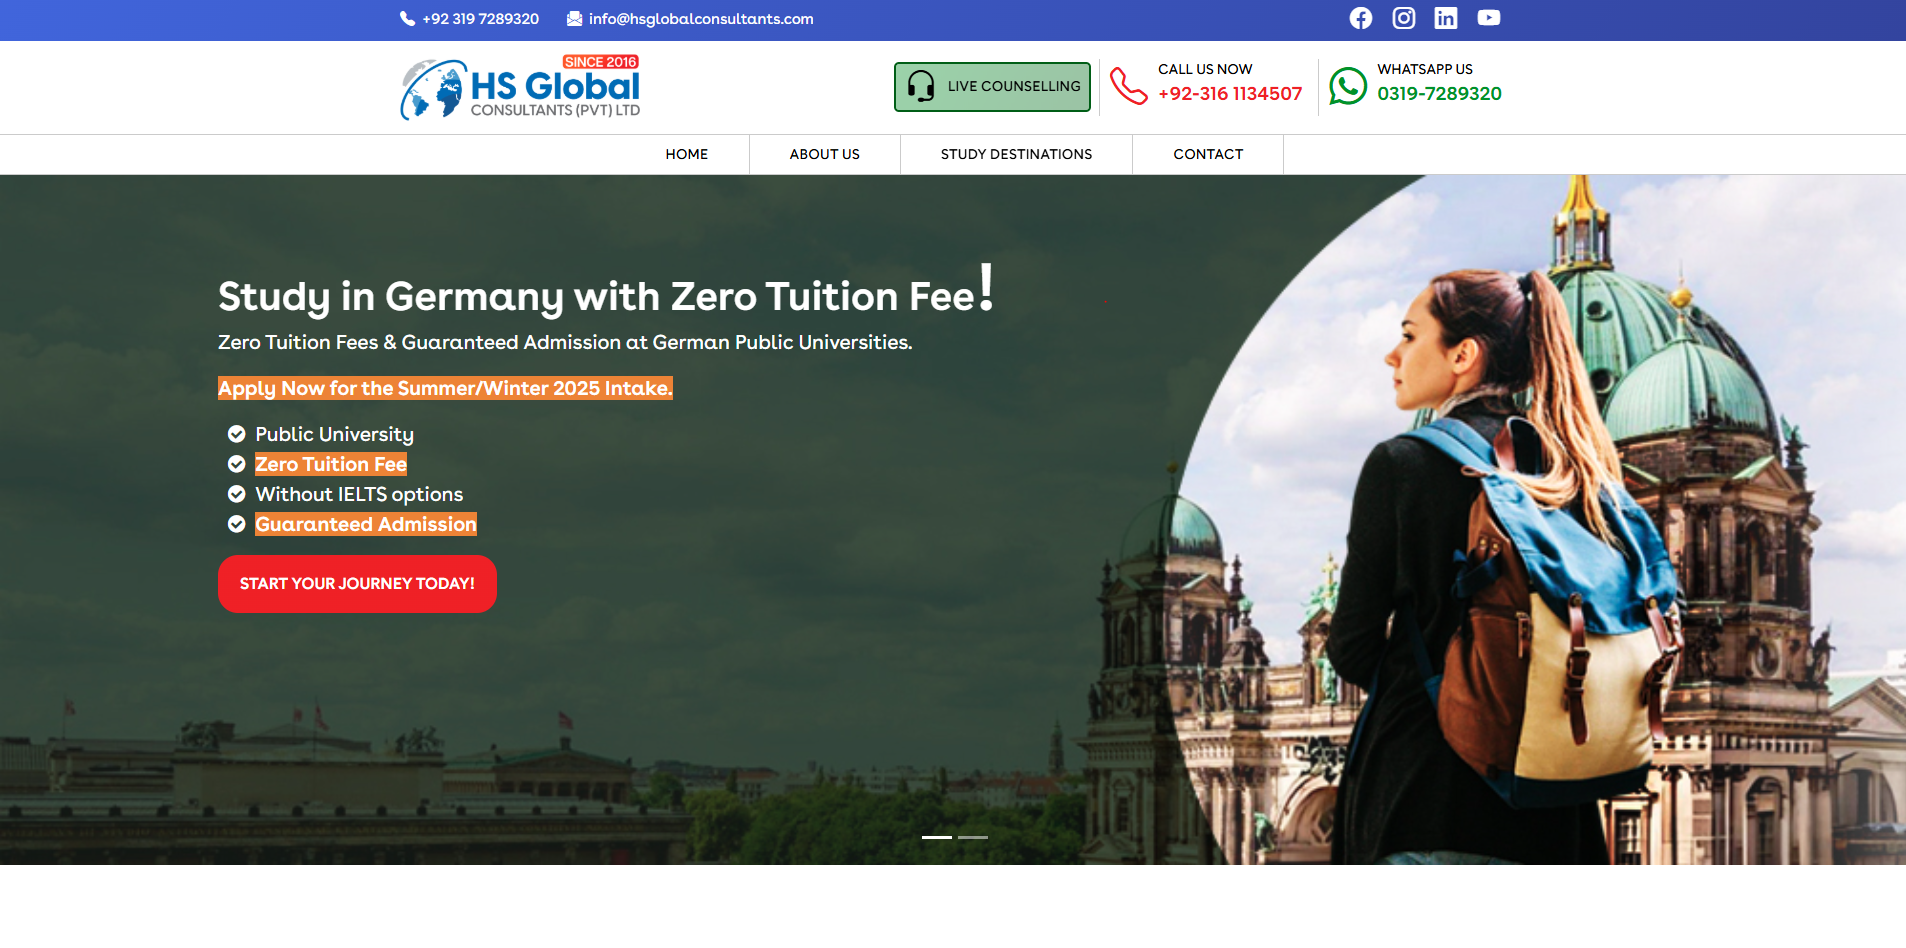 +92 319 7289320
info@hsglobalconsultants.com
SINCE 2016
HS Global
CONSULTANTS (PVT) LTD
LIVE COUNSELLING
CALL US NOW
+92-316 1134507
WHATSAPP US
0319-7289320
HOME
ABOUT US
STUDY DESTINATIONS
CONTACT
Study in Germany with Zero Tuition Fee!
Zero Tuition Fees & Guaranteed Admission at German Public Universities.
Apply Now for the Summer/Winter 2025 Intake.
Public University
Zero Tuition Fee
Without IELTS options
Guaranteed Admission
START YOUR JOURNEY TODAY!